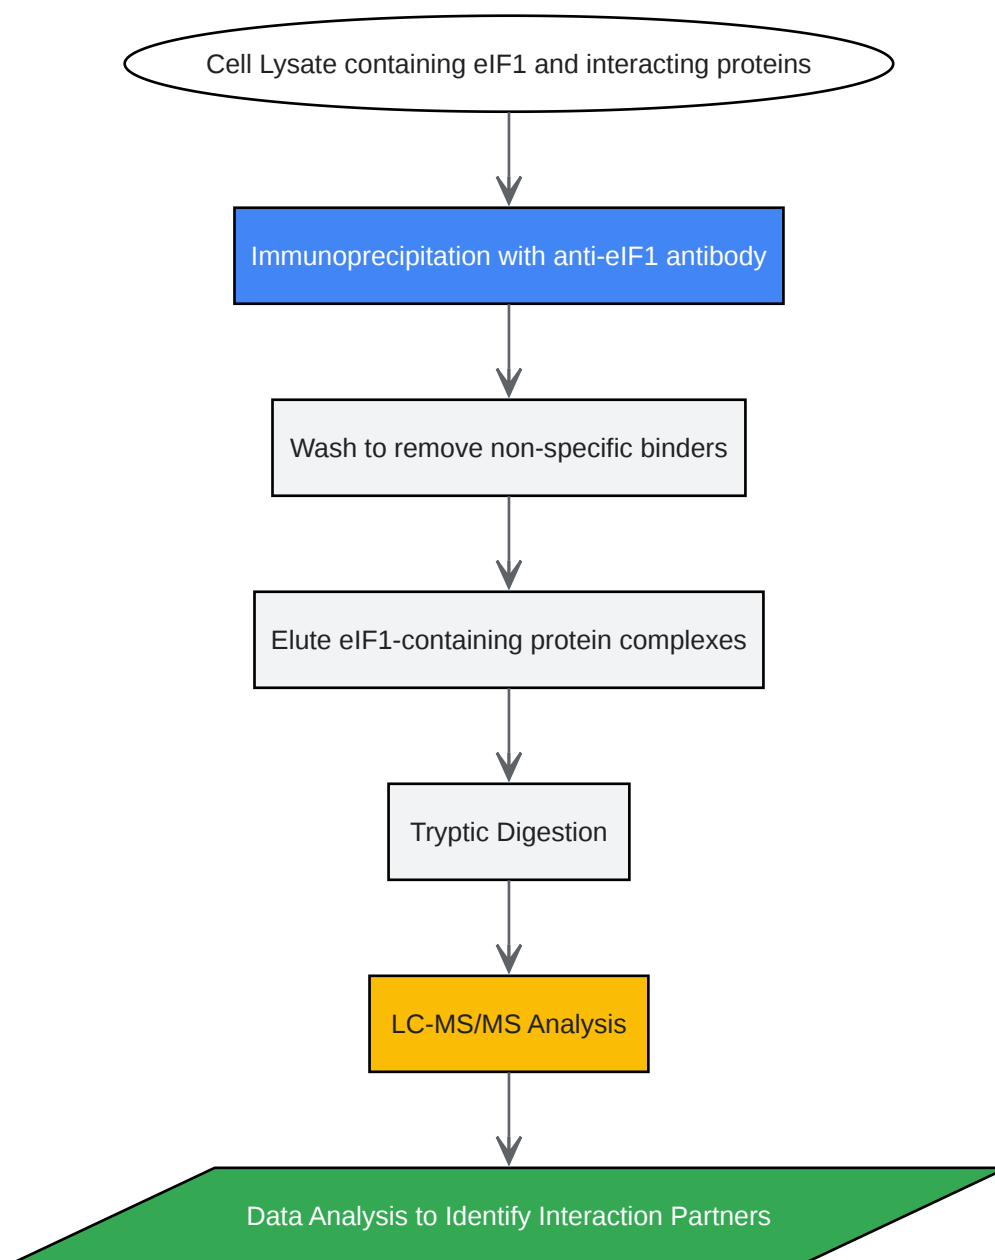 Cell Lysate containing eIF1 and interacting proteins
Immunoprecipitation with anti-eIF1 antibody
Wash to remove non-specific binders
Elute eIF1-containing protein complexes
Tryptic Digestion
LC-MS/MS Analysis
Data Analysis to Identify Interaction Partners